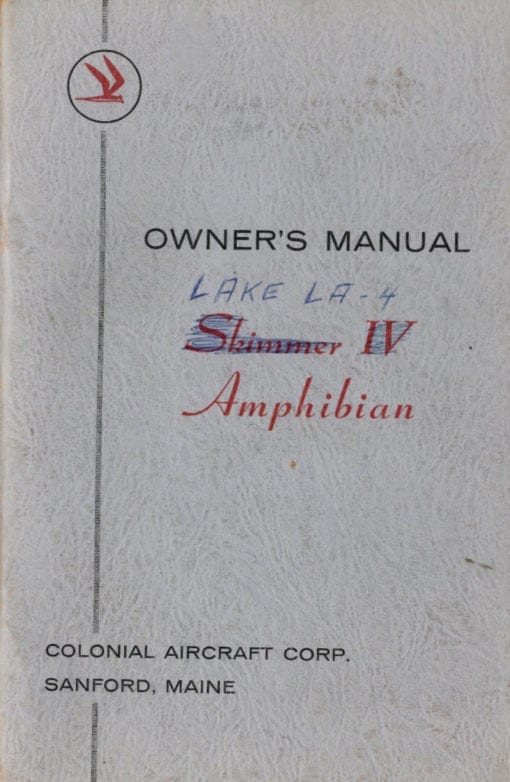 OWNER'S MANUAL
LAKE LA-4
Skimmer IV
Amphibian
COLONIAL AIRCRAFT CORP.
SANFORD, MAINE